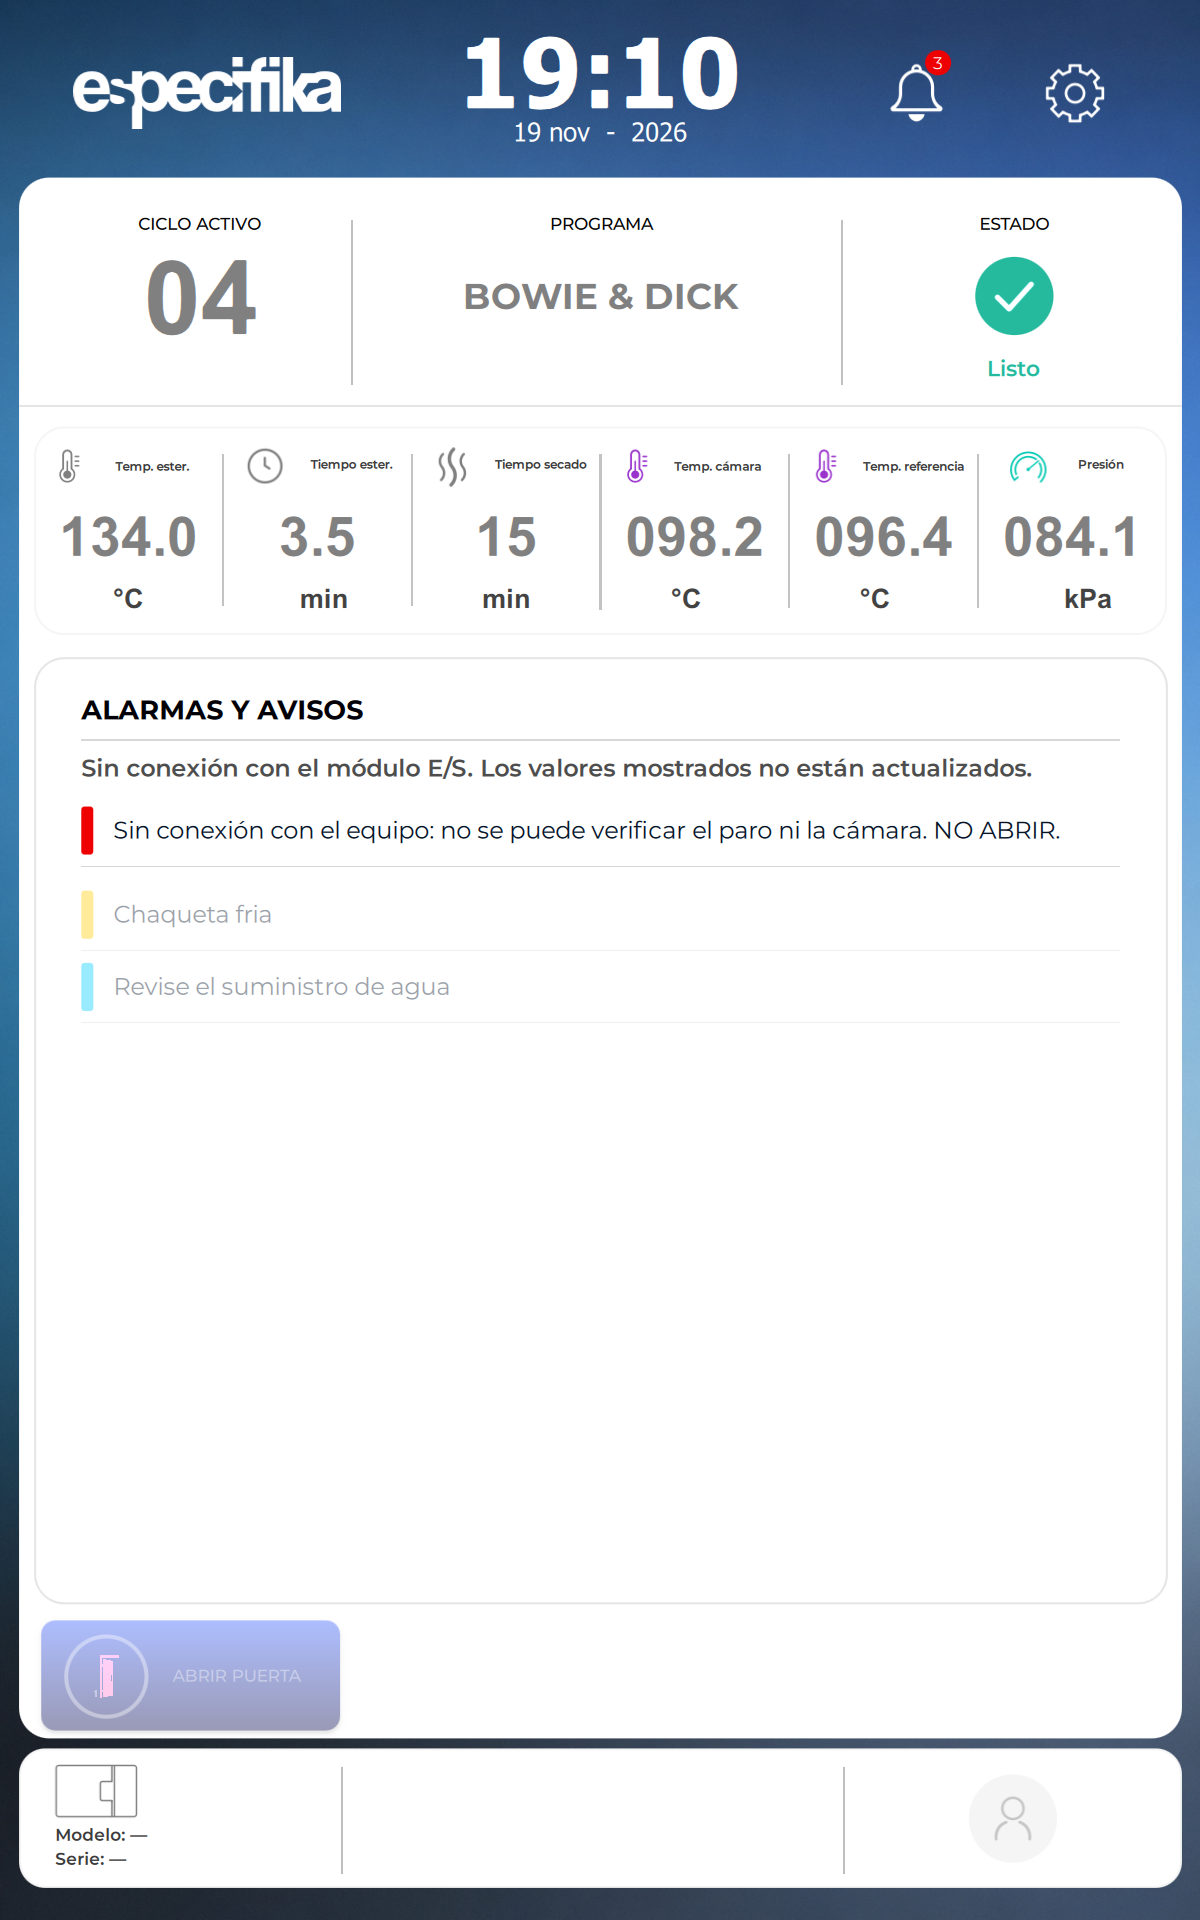 especifika
19:10
3
19 nov - 2026
CICLO ACTIVO
PROGRAMA
ESTADO
04
BOWIE & DICK
Listo
Temp. ester.
Tiempo ester.
Tiempo secado
Temp. cámara
Temp. referencia
Presión
134.0
3.5
15
098.2
096.4
084.1
°C
min
min
°C
°C
kPa
ALARMAS Y AVISOS
Sin conexión con el módulo E/S. Los valores mostrados no están actualizados.
Sin conexión con el equipo: no se puede verificar el paro ni la cámara. NO ABRIR.
Chaqueta fria
Revise el suministro de agua
ABRIR PUERTA
Modelo: —
Serie: —